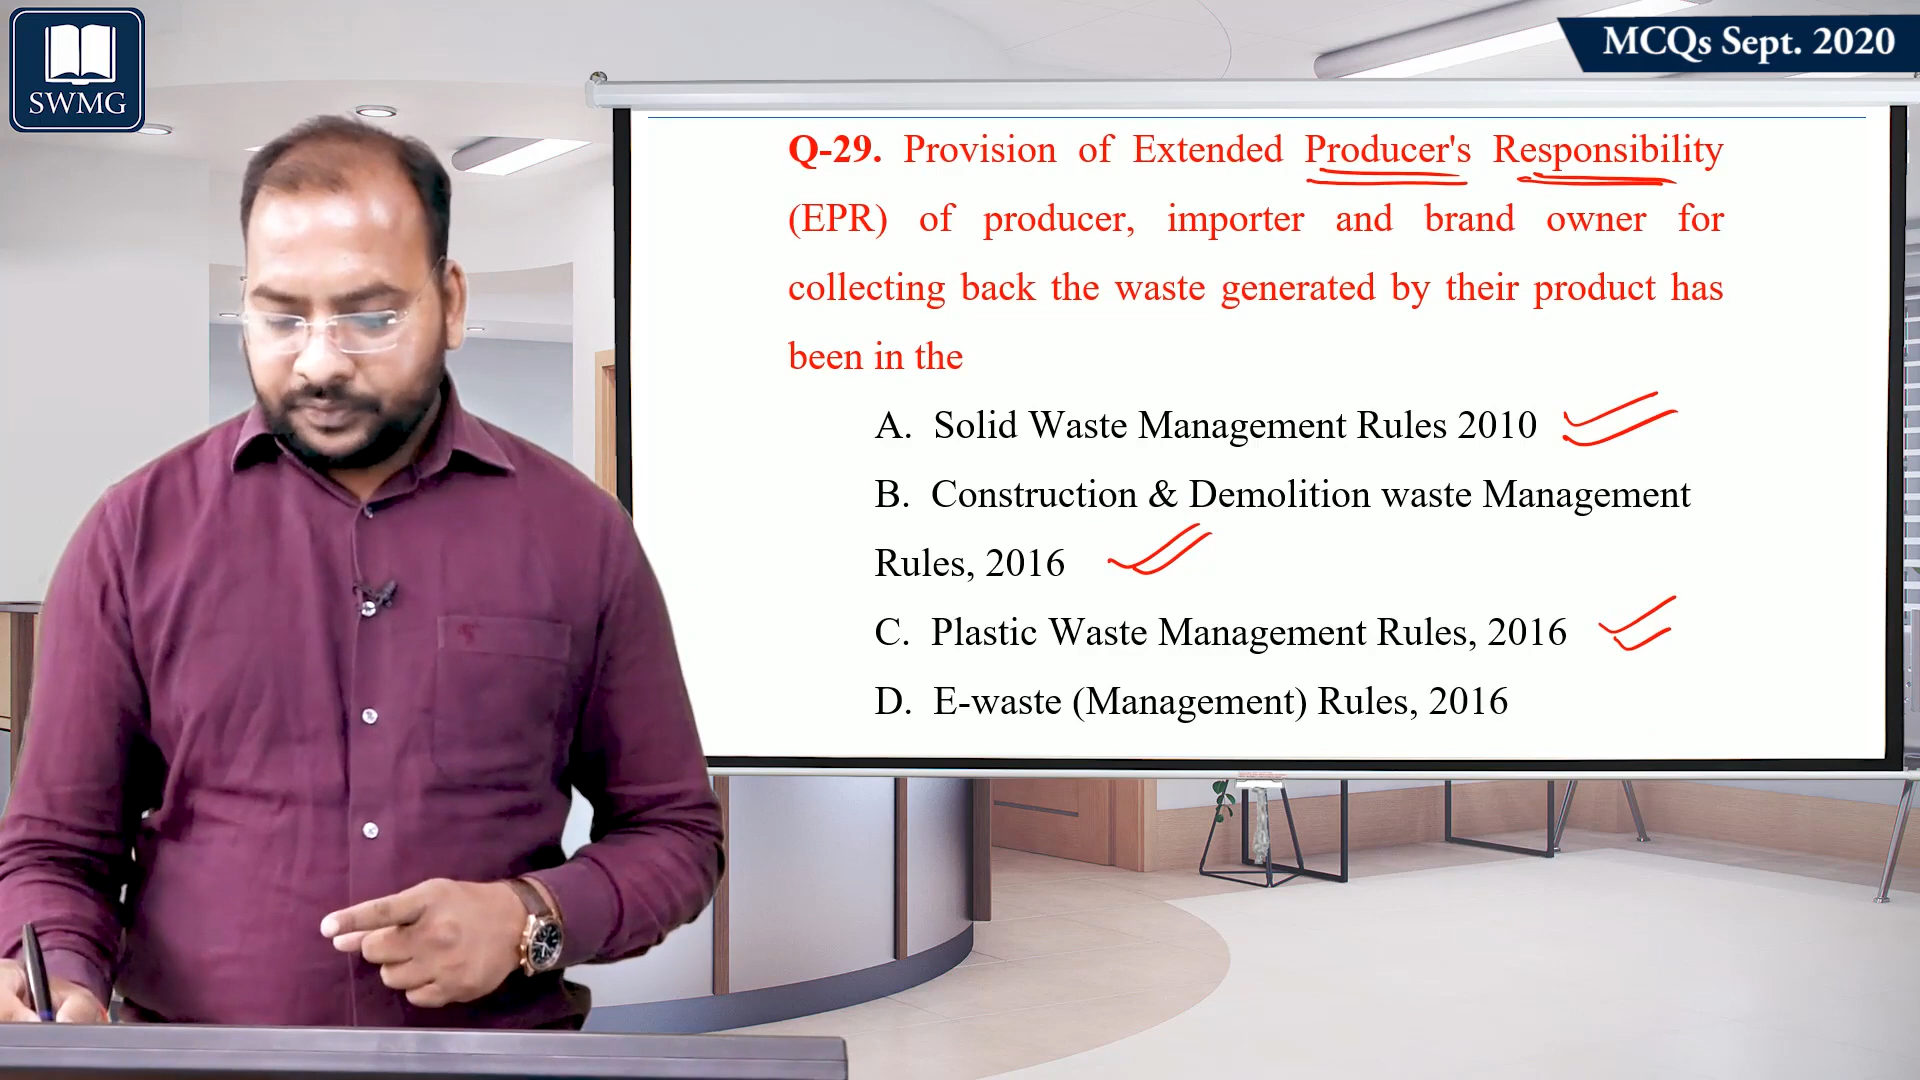 SWMG
MCQs Sept. 2020
Q-29. Provision of Extended Producer's Responsibility
(EPR) of producer, importer and brand owner for
collecting back the waste generated by their product has
been in the
A. Solid Waste Management Rules 2010
B. Construction & Demolition waste Management
Rules, 2016
C. Plastic Waste Management Rules, 2016
D. E-waste (Management) Rules, 2016